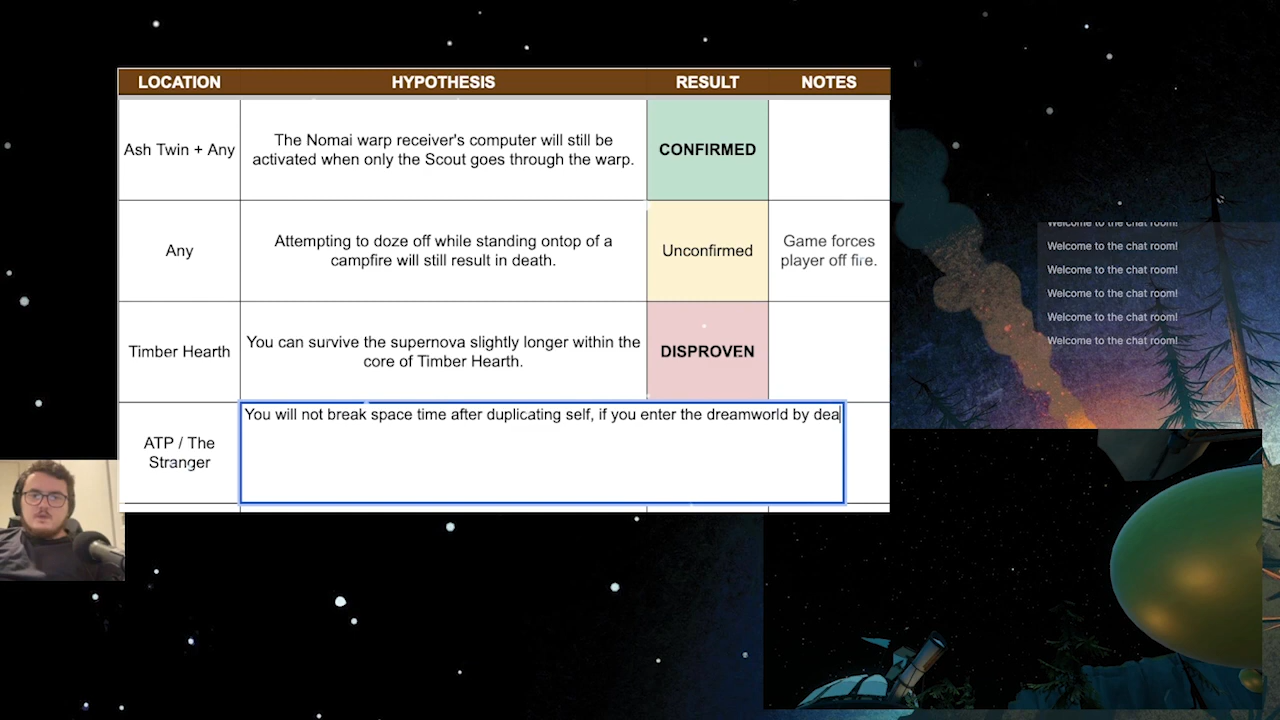 LOCATION HYPOTHESIS RESULT NOTES
Ash Twin + Any
The Nomai warp receiver's computer will still be
activated when only the Scout goes through the warp.
CONFIRMED
Any
Attempting to doze off while standing ontop of a
campfire will still result in death.
Unconfirmed
Game forces
player off fire.
Timber Hearth
You can survive the supernova slightly longer within the
core of Timber Hearth.
DISPROVEN
ATP / The
Stranger
You will not break space time after duplicating self, if you enter the dreamworld by dea
Welcome to the chat room!
Welcome to the chat room!
Welcome to the chat room!
Welcome to the chat room!
Welcome to the chat room!
Welcome to the chat room!